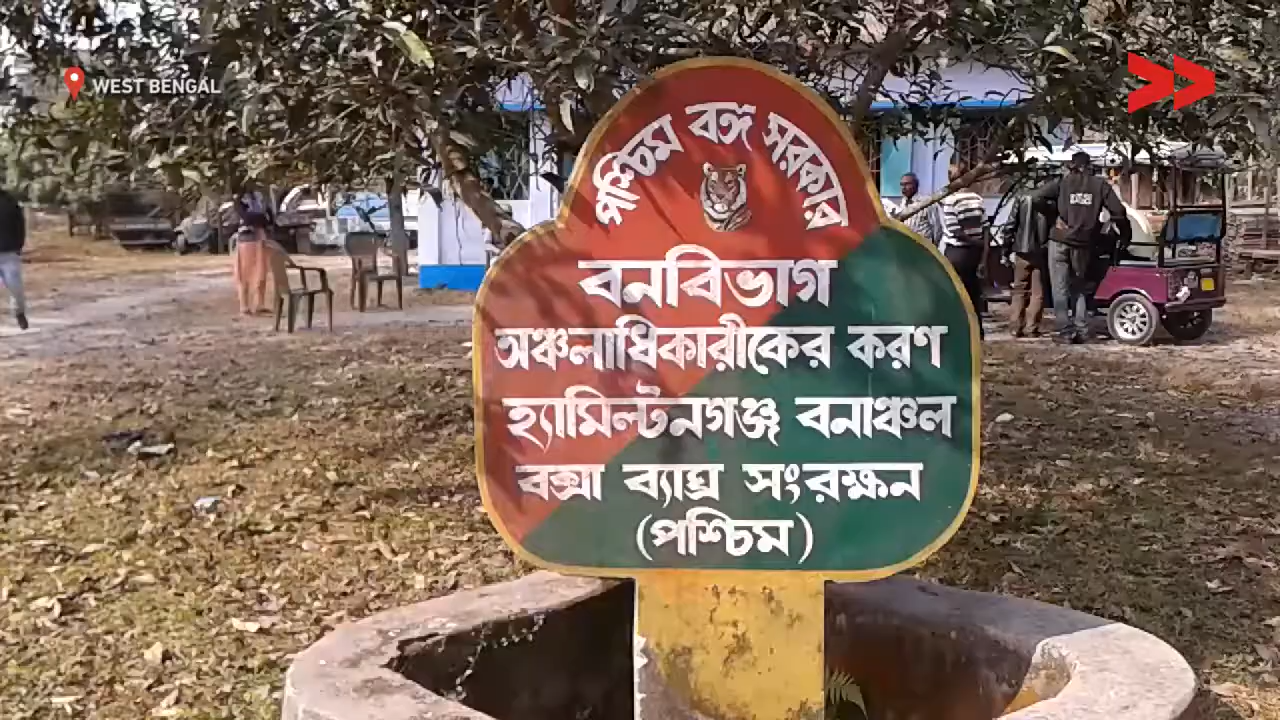 WEST BENGAL
পশ্চিম বঙ্গ সরকার
বনবিভাগ
অঞ্চলাধিকারীকের করণ
হ্যামিল্টনগঞ্জ বনাঞ্চল
বক্সা ব্যাঘ্র সংরক্ষন
(পশ্চিম)